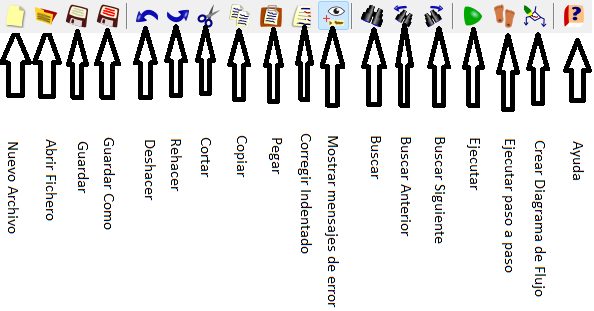 Nuevo Archivo
Abrir Fichero
Guardar
Guardar Como
Deshacer
Rehacer
Cortar
Copiar
Pegar
Corregir Indentado
Mostrar mensajes de error
Buscar
Buscar Anterior
Buscar Siguiente
Ejecutar
Ejecutar paso a paso
Crear Diagrama de Flujo
Ayuda